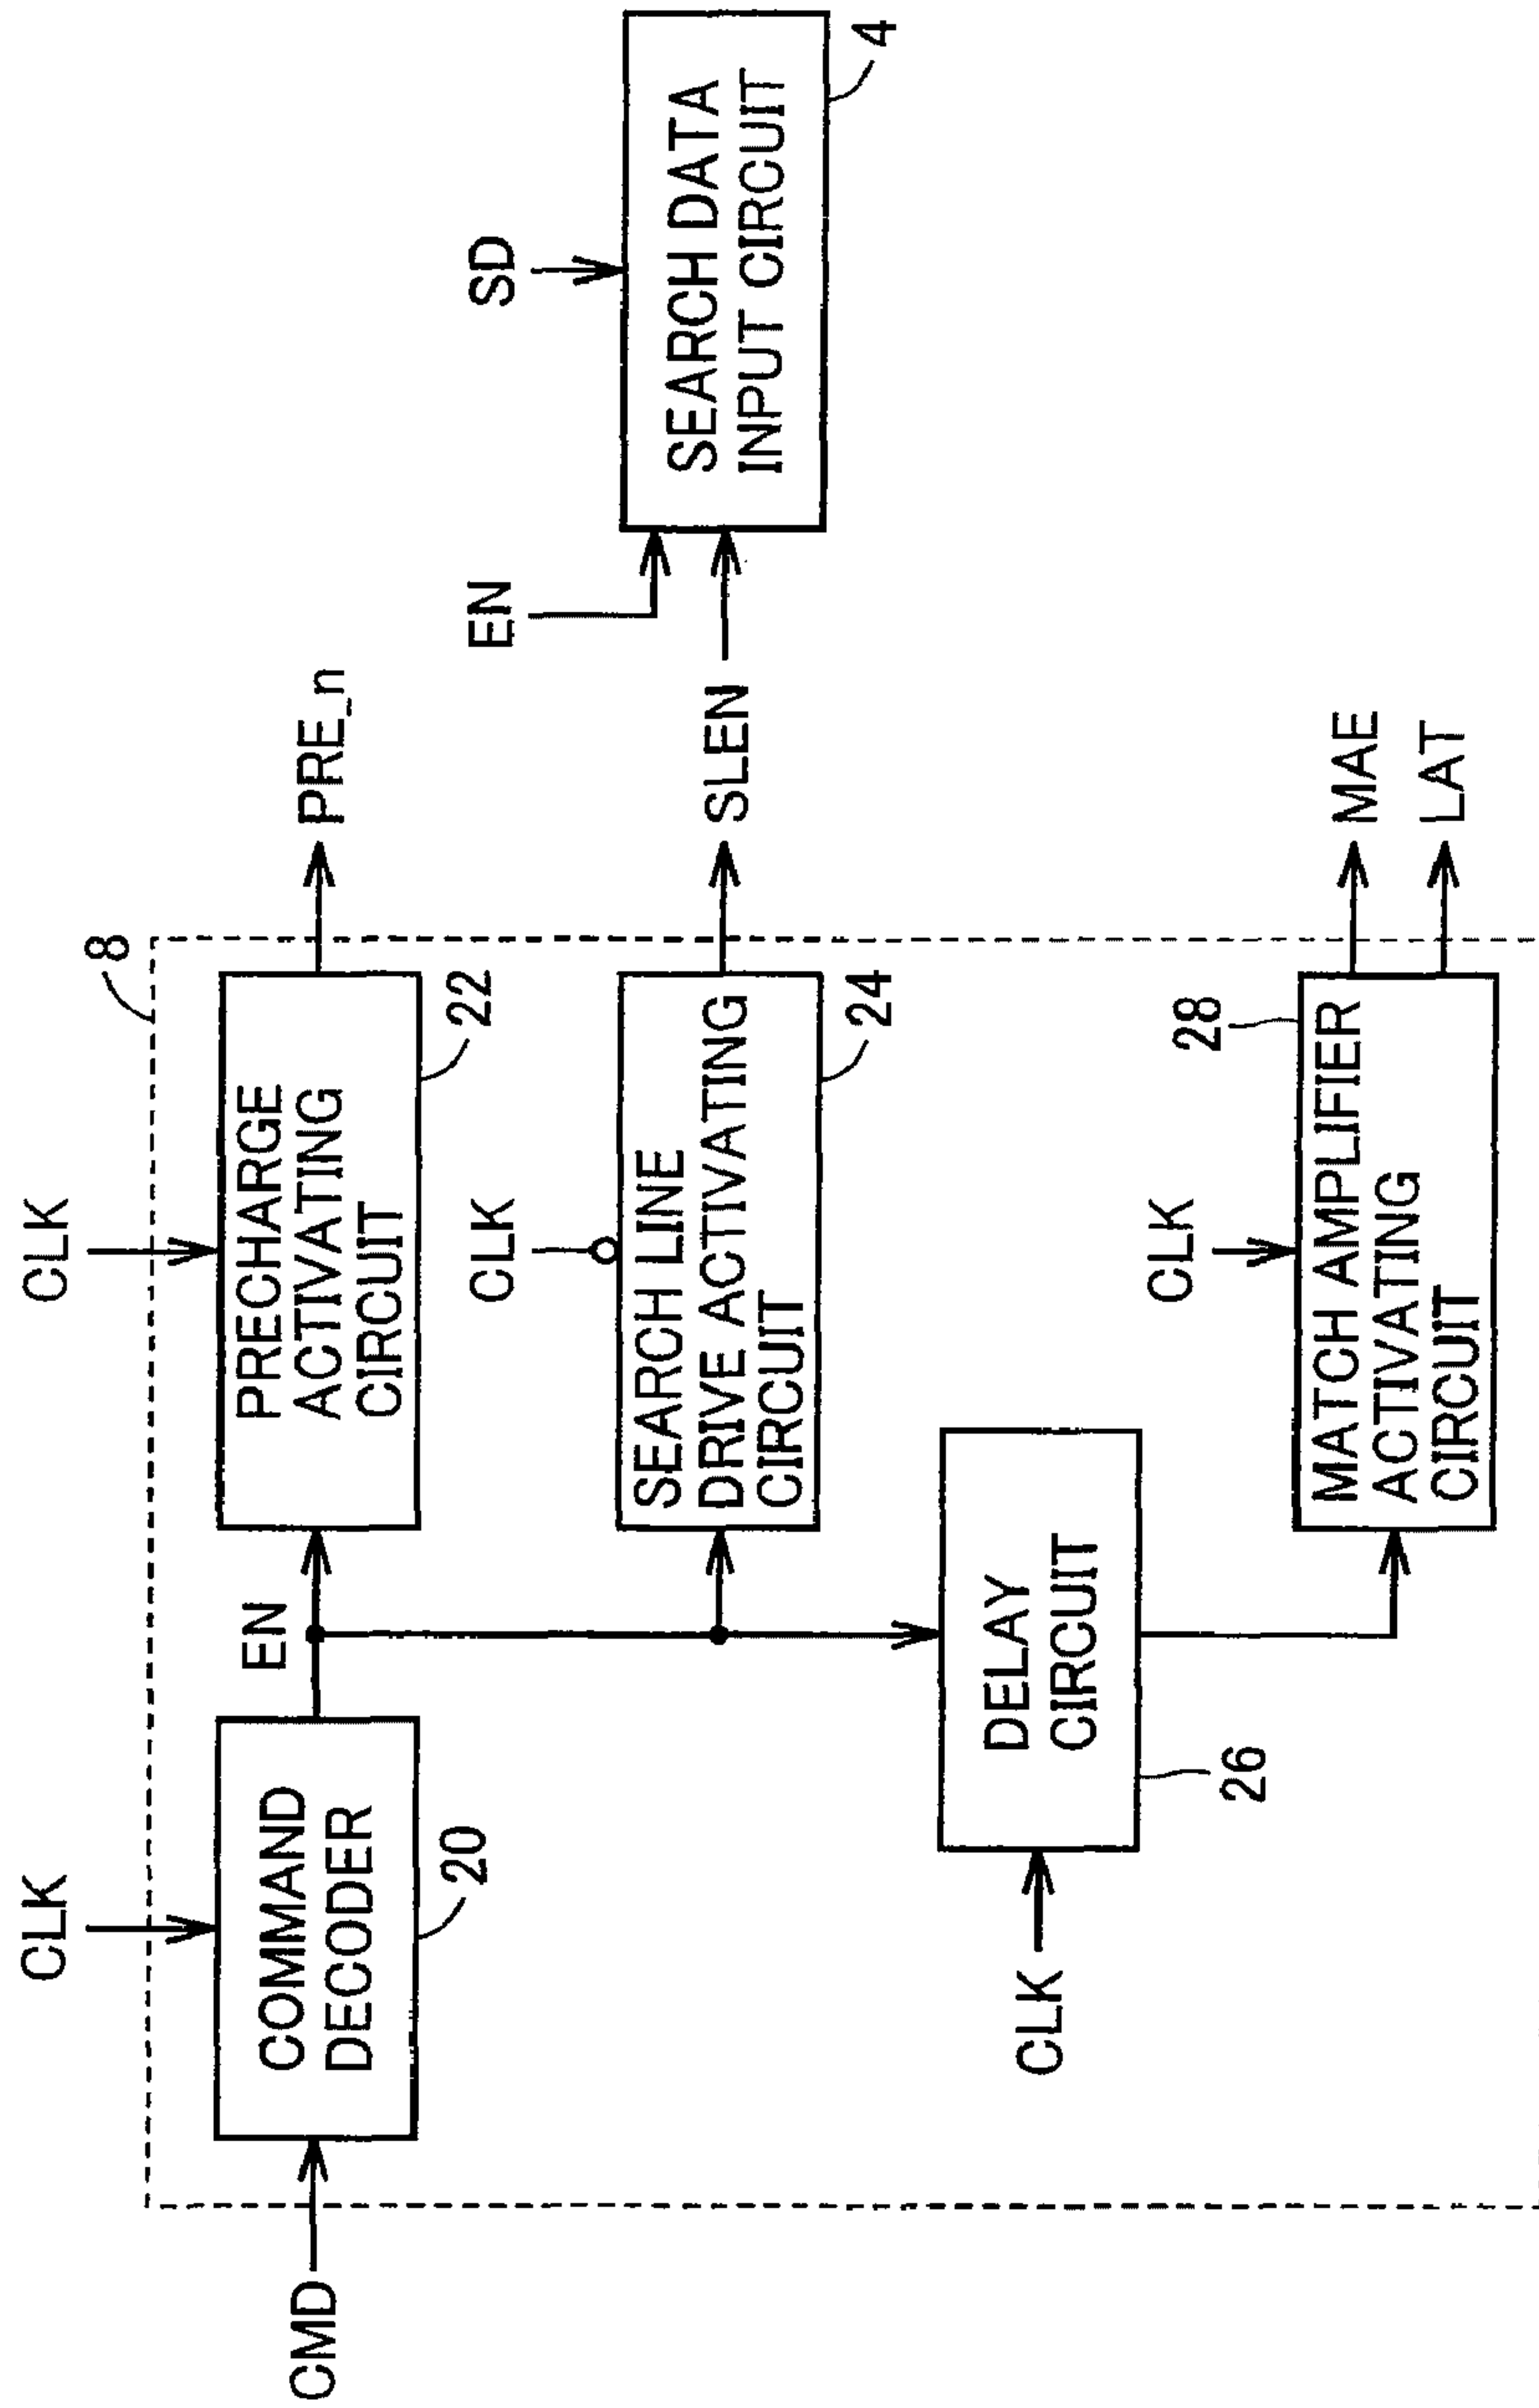 CLK
CLK
8
CMD
COMMAND
DECODER
20
EN
PRECHARGE
ACTIVATING
CIRCUIT
22
PRE_n
CLK
SEARCH LINE
DRIVE ACTIVATING
CIRCUIT
24
SLEN
EN
SD
SEARCH DATA
INPUT CIRCUIT
4
CLK
DELAY
CIRCUIT
26
CLK
28
MATCH AMPLIFIER
ACTIVATING
CIRCUIT
MAE
LAT